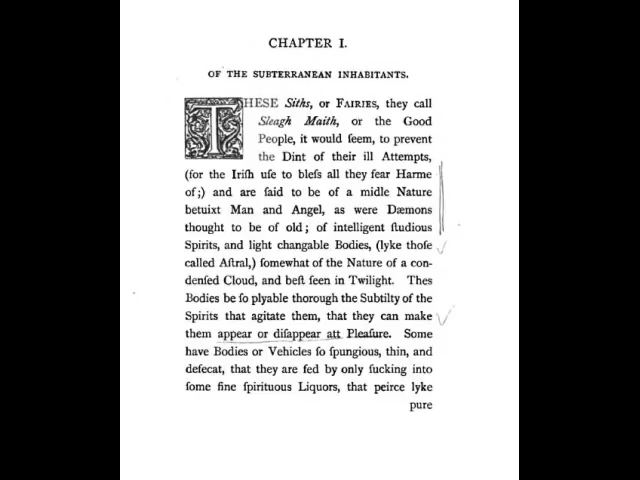 CHAPTER I.
OF THE SUBTERRANEAN INHABITANTS.
THESE Siths, or FAIRIES, they call
Sleagh Maith, or the Good
People, it would ſeem, to prevent
the Dint of their ill Attempts,
(for the Iriſh uſe to bleſs all they fear Harme
of;) and are ſaid to be of a midle Nature
betuixt Man and Angel, as were Dæmons
thought to be of old; of intelligent ſtudious
Spirits, and light changable Bodies, (lyke thoſe
called Aſtral,) ſomewhat of the Nature of a con-
denſed Cloud, and beſt ſeen in Twilight. Thes
Bodies be ſo plyable thorough the Subtilty of the
Spirits that agitate them, that they can make
them appear or diſappear att Pleaſure. Some
have Bodies or Vehicles ſo ſpungious, thin, and
defecat, that they are fed by only ſucking into
ſome fine ſpirituous Liquors, that peirce lyke
pure